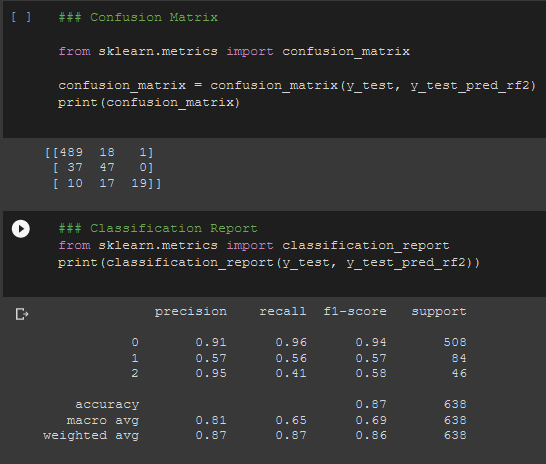 [ ] ### Confusion Matrix
from sklearn.metrics import confusion_matrix
confusion_matrix = confusion_matrix(y_test, y_test_pred_rf2)
print(confusion_matrix)
[[489 18 1]
[ 37 47 0]
[ 10 17 19]]
### Classification Report
from sklearn.metrics import classification_report
print(classification_report(y_test, y_test_pred_rf2))
precision recall f1-score support
0 0.91 0.96 0.94 508
1 0.57 0.56 0.57 84
2 0.95 0.41 0.58 46
accuracy 0.87 638
macro avg 0.81 0.65 0.69 638
weighted avg 0.87 0.87 0.86 638